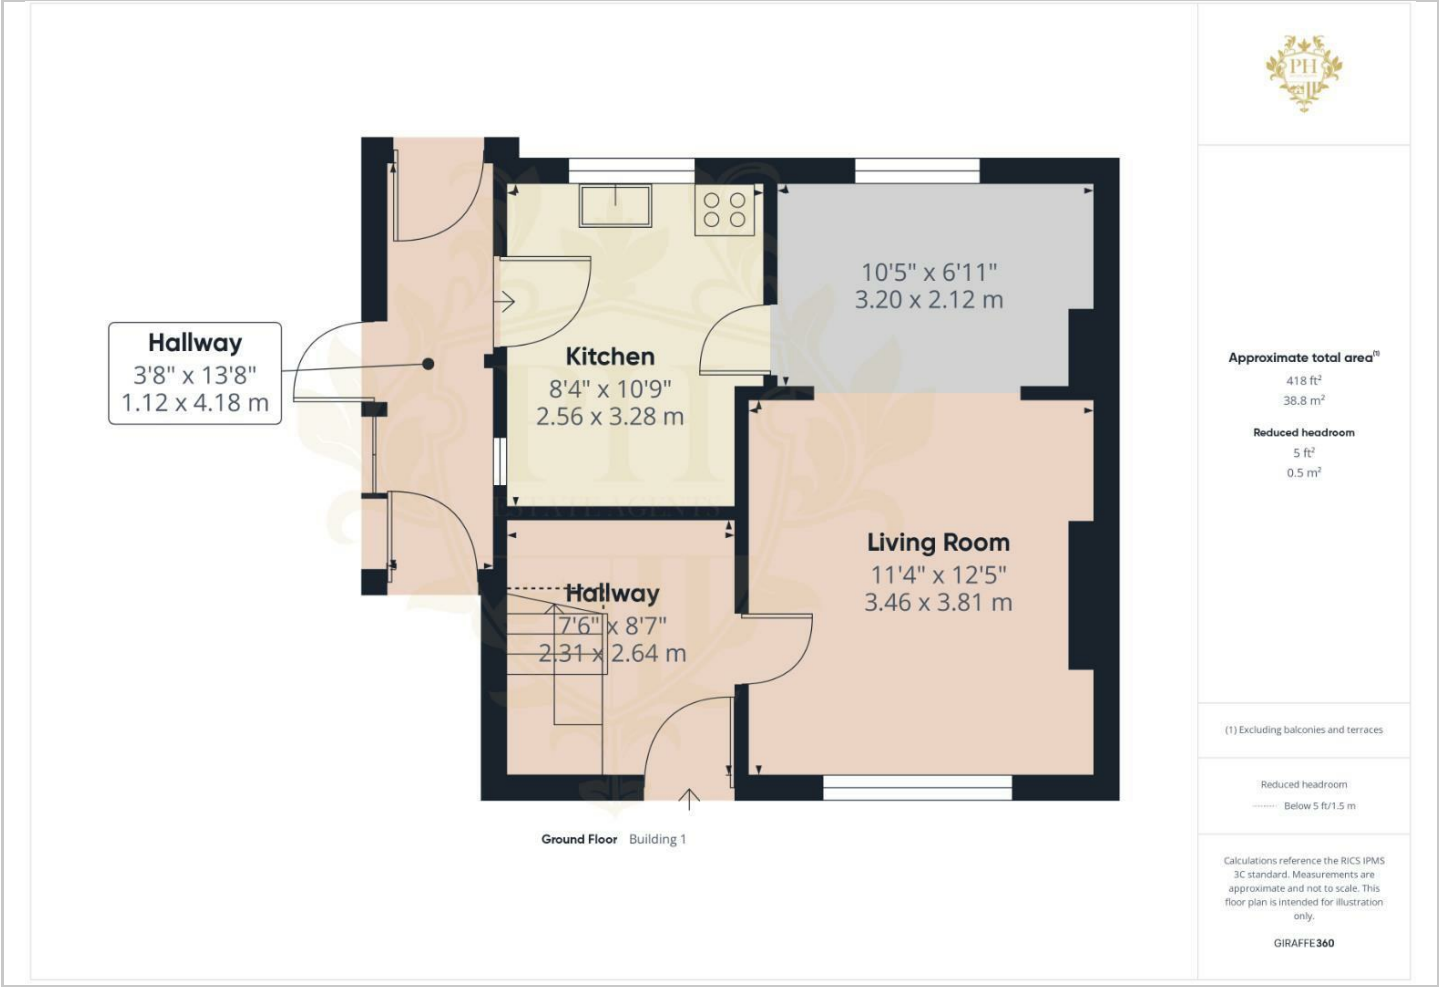 PH
Hallway
3'8" x 13'8"
1.12 x 4.18 m
Kitchen
8'4" x 10'9"
2.56 x 3.28 m
10'5" x 6'11"
3.20 x 2.12 m
Living Room
11'4" x 12'5"
3.46 x 3.81 m
Hallway
7'6" x 8'7"
2.31 x 2.64 m
PH
ESTATE AGENTS
Ground Floor Building 1
Approximate total area(1)
418 ft²
38.8 m²
Reduced headroom
5 ft²
0.5 m²
(1) Excluding balconies and terraces
Reduced headroom
Below 5 ft/1.5 m
Calculations reference the RICS IPMS
3C standard. Measurements are
approximate and not to scale. This
floor plan is intended for illustration
only.
GIRAFFE360